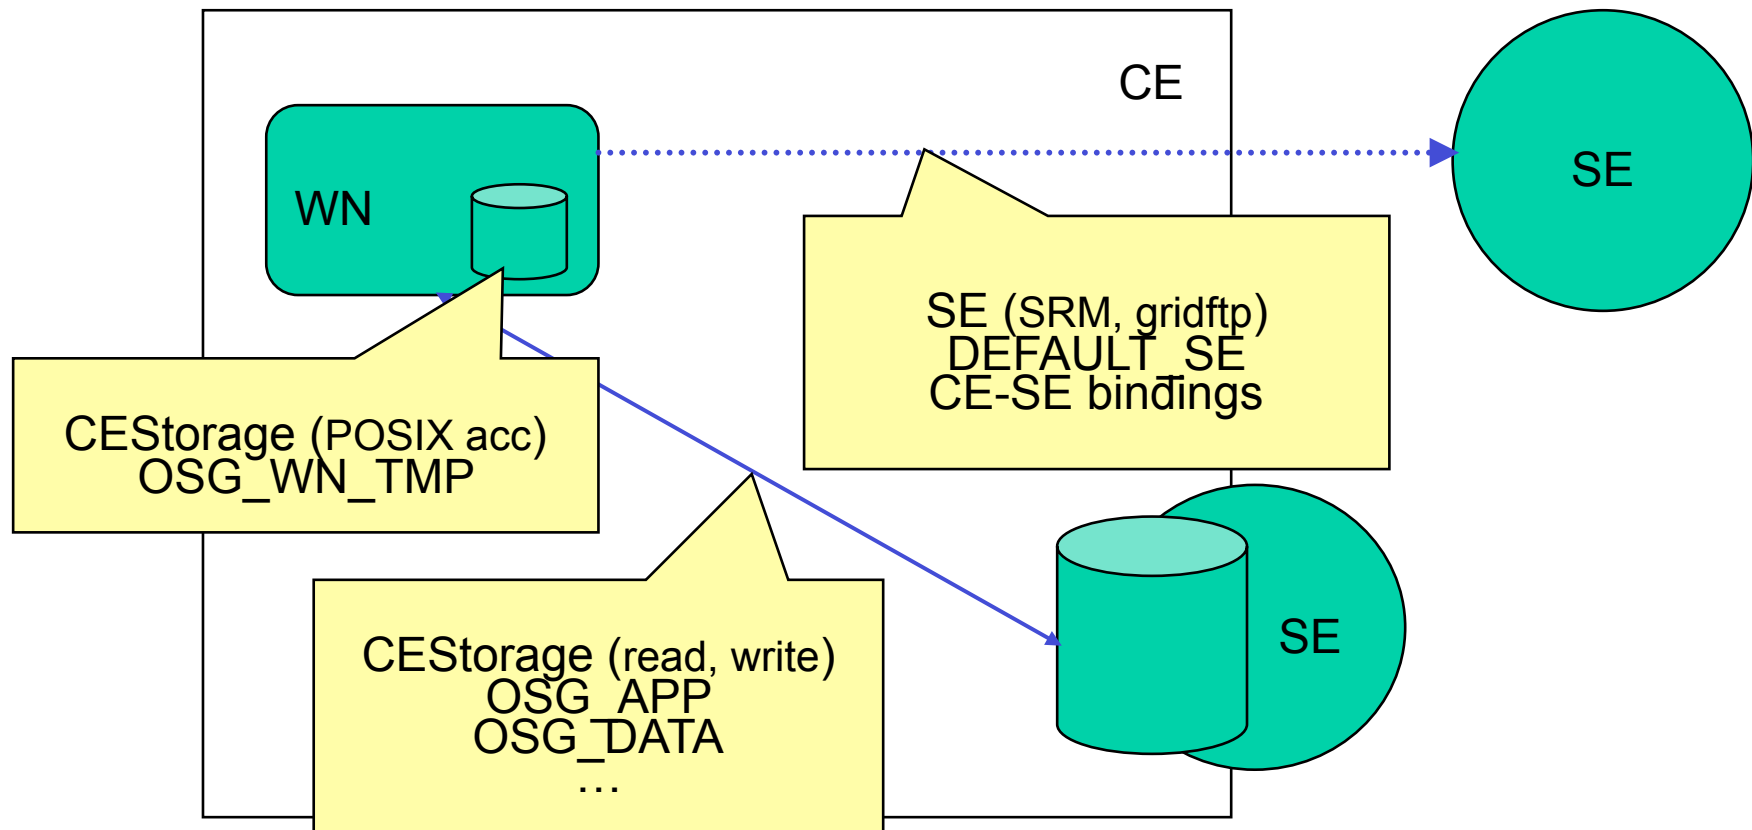 CE
WN
SE
SE (SRM, gridftp)
DEFAULT_SE
CE-SE bindings
CEStorage (POSIX acc)
OSG_WN_TMP
CEStorage (read, write)
OSG_APP
OSG_DATA
…
SE